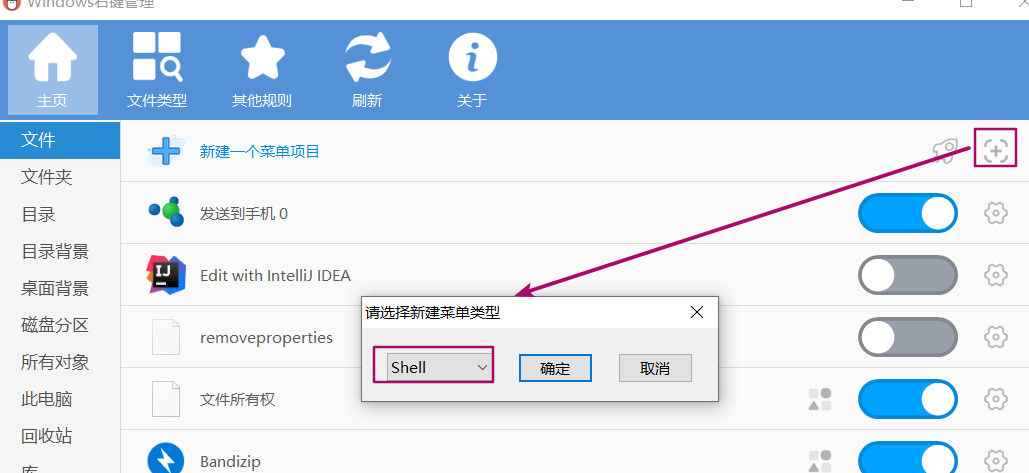 Windows右键管理
主页
文件类型
其他规则
刷新
关于
文件
新建一个菜单项目
文件夹
目录
发送到手机 0
目录背景
Edit with IntelliJ IDEA
桌面背景
请选择新建菜单类型
磁盘分区
removeproperties
所有对象
Shell
确定
取消
此电脑
文件所有权
回收站
Bandizip
库